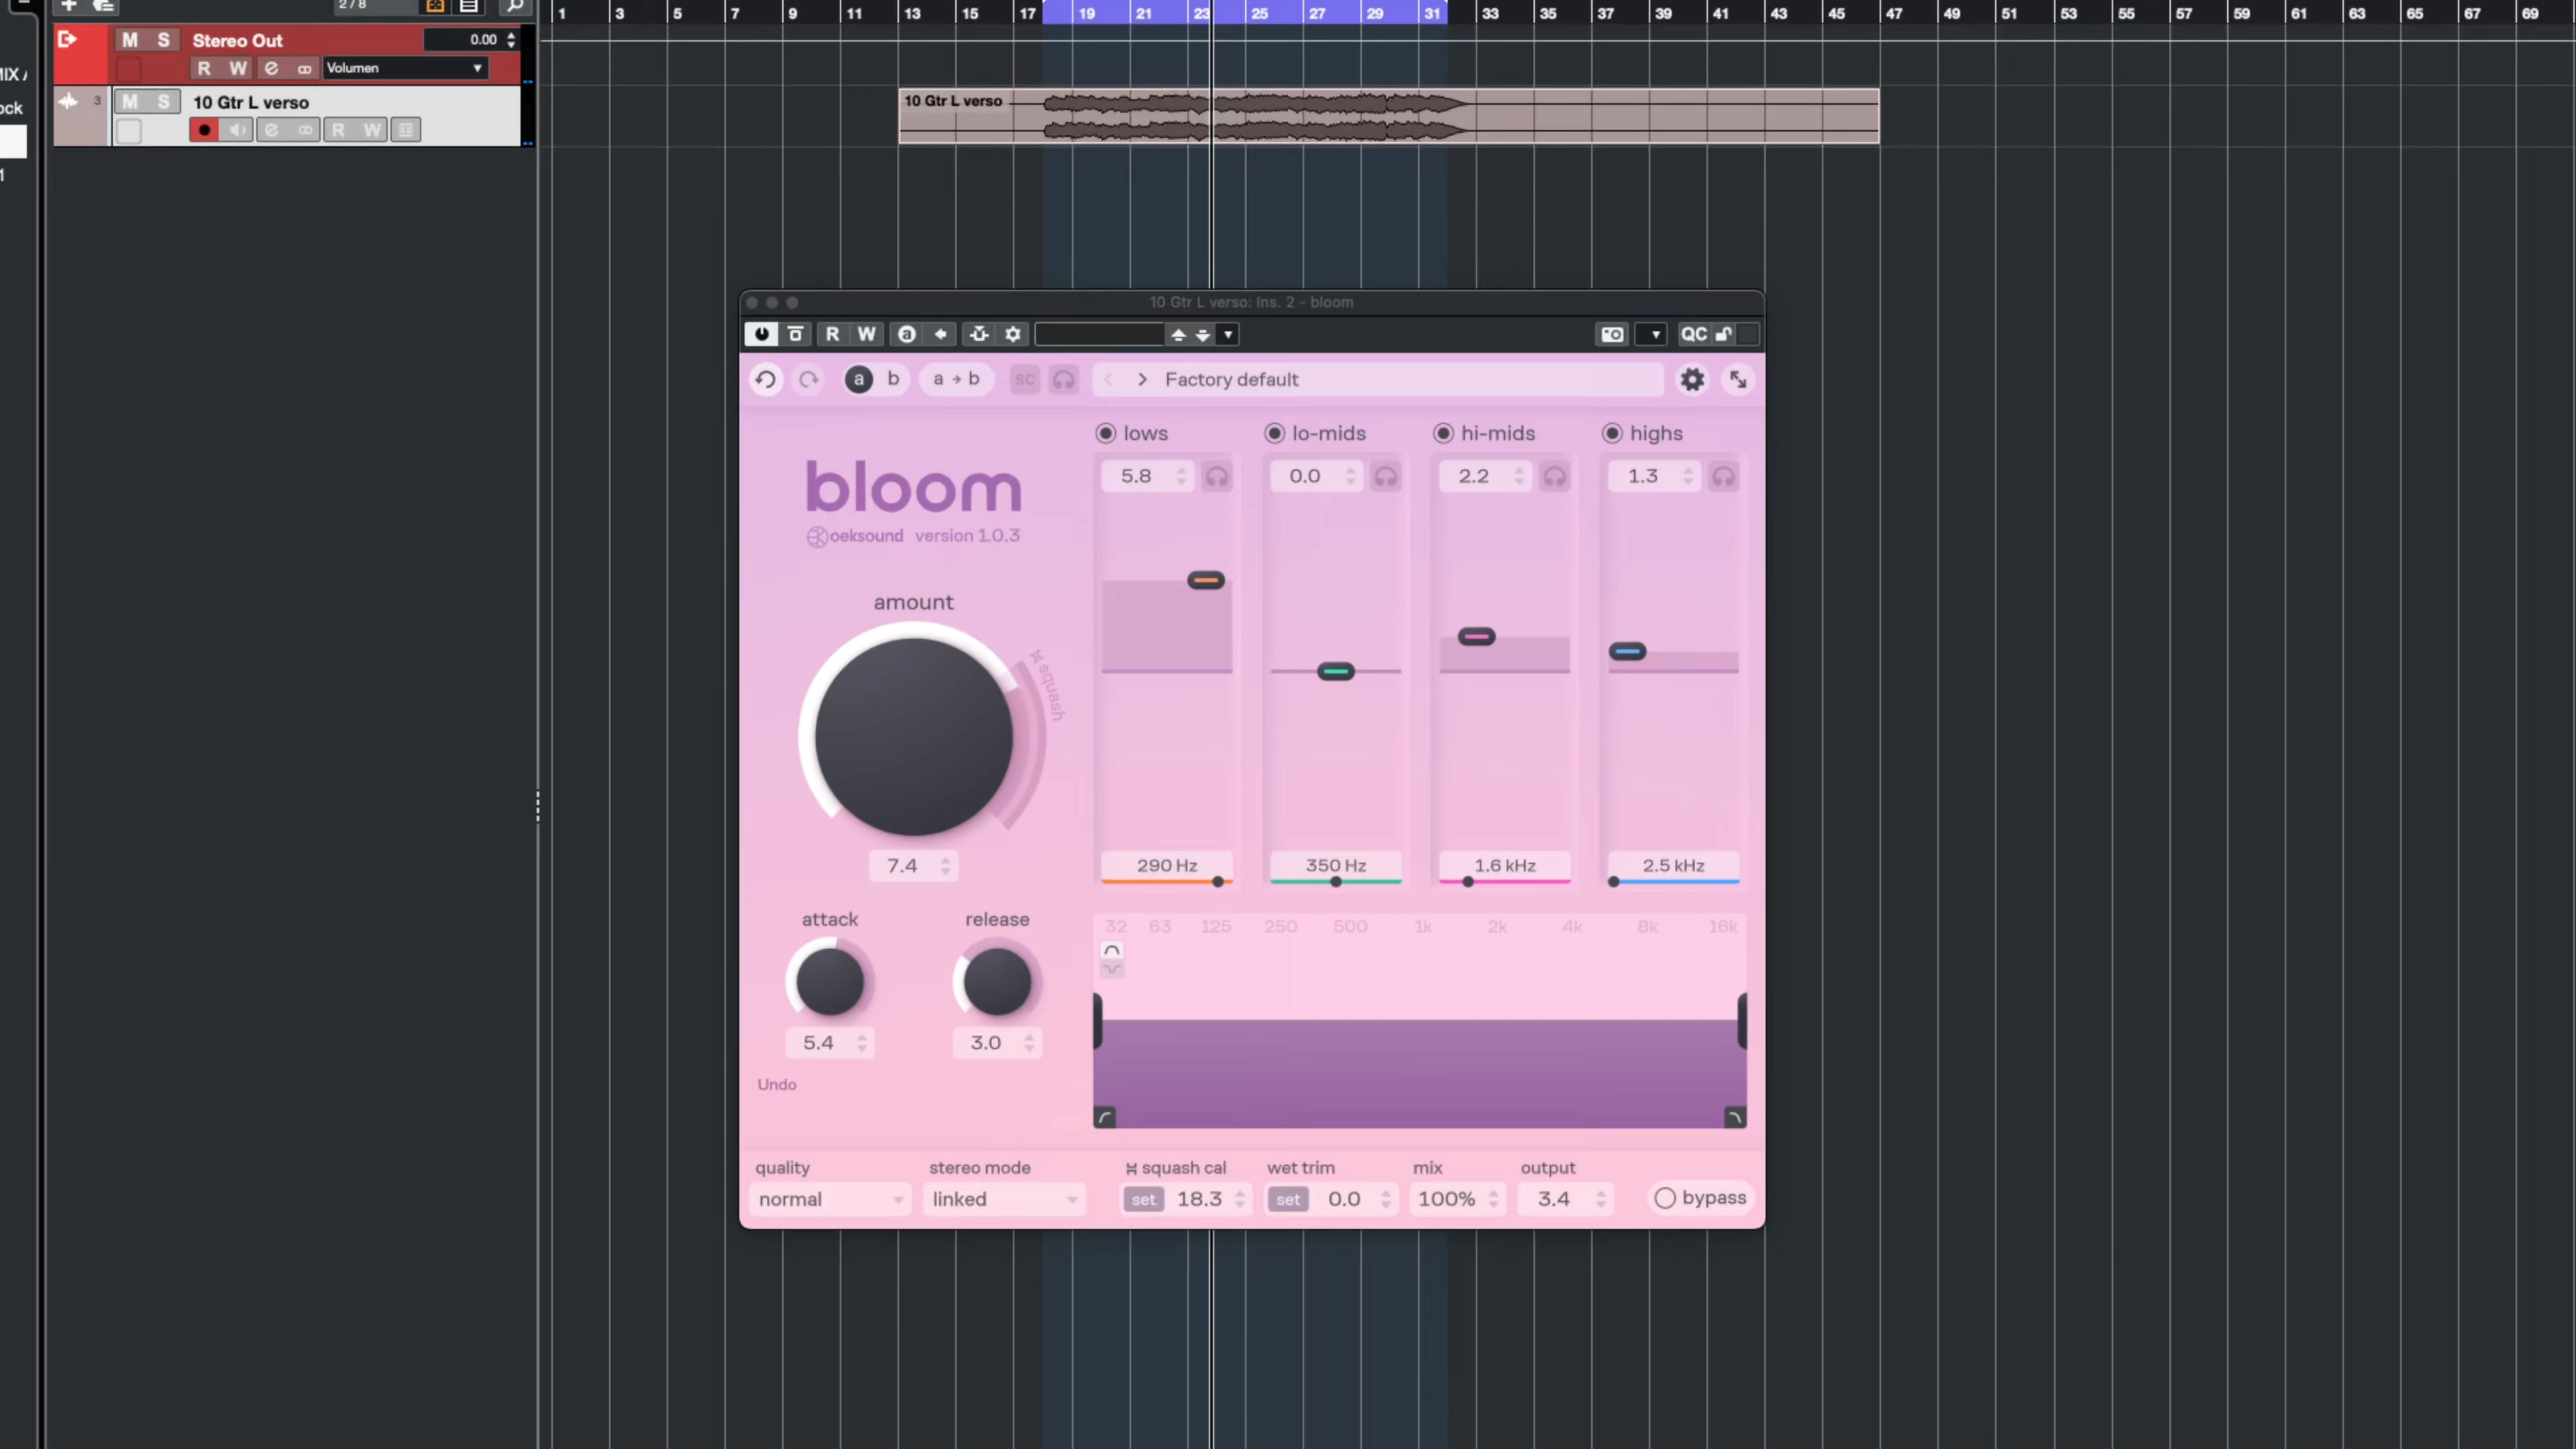 2 / 8
1 3 5 7 9 11 13 15 17 19 21 23 25 27 29 31 33 35 37 39 41 43 45 47 49 51 53 55 57 59 61 63 65 67 69
M S Stereo Out 0.00
R W e Volumen
MIX
ock
3 M S 10 Gtr L verso
R W
10 Gtr L verso
10 Gtr L verso: Ins. 2 - bloom
R W a QC
a b a b SC Factory default
lows lo-mids hi-mids highs
5.8 0.0 2.2 1.3
bloom
oeksound version 1.0.3
amount
squash
7.4
290 Hz 350 Hz 1.6 kHz 2.5 kHz
attack release
32 63 125 250 500 1k 2k 4k 8k 16k
5.4 3.0
Undo
quality stereo mode squash cal wet trim mix output
normal linked set 18.3 set 0.0 100% 3.4 bypass